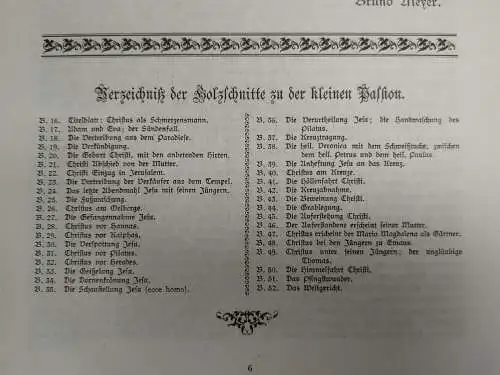 Bruno Meyer.
Verzeichniß der Holzschnitte zu der kleinen Passion.
B. 16. Titelblatt: Christus als Schmerzensmann.
B. 17. Adam und Eva; der Sündenfall.
B. 18. Die Vertreibung aus dem Paradiese.
B. 19. Die Verkündigung.
B. 20. Die Geburt Christi, mit den anbetenden Hirten.
B. 21. Christi Abschied von der Mutter.
B. 22. Christi Einzug in Jerusalem.
B. 23. Die Vertreibung der Verkäufer aus dem Tempel.
B. 24. Das letzte Abendmahl Jesu mit seinen Jüngern.
B. 25. Die Fußwaschung.
B. 26. Christus am Oelberge.
B. 27. Die Gefangennahme Jesu.
B. 28. Christus vor Hannas.
B. 29. Christus vor Kaiphas.
B. 30. Die Verspottung Jesu.
B. 31. Christus vor Pilatus.
B. 32. Christus vor Herodes.
B. 33. Die Geißelung Jesu.
B. 34. Die Dornenkrönung Jesu.
B. 35. Die Schaustellung Jesu (ecce homo).
B. 36. Die Verurtheilung Jesu; die Handwaschung des
Pilatus.
B. 37. Die Kreuztragung.
B. 38. Die heil. Veronica mit dem Schweißtuche, zwischen
dem heil. Petrus und dem heil. Paulus.
B. 39. Die Anheftung Jesu an das Kreuz.
B. 40. Christus am Kreuze.
B. 41. Die Höllenfahrt Christi.
B. 42. Die Kreuzabnahme.
B. 43. Die Beweinung Christi.
B. 44. Die Grablegung.
B. 45. Die Auferstehung Christi.
B. 46. Der Auferstandene erscheint seiner Mutter.
B. 47. Christus erscheint der Maria Magdalena als Gärtner.
B. 48. Christus bei den Jüngern zu Emaus.
B. 49. Christus unter seinen Jüngern; der ungläubige
Thomas.
B. 50. Die Himmelfahrt Christi.
B. 51. Das Pfingstwunder.
B. 52. Das Weltgericht.
6